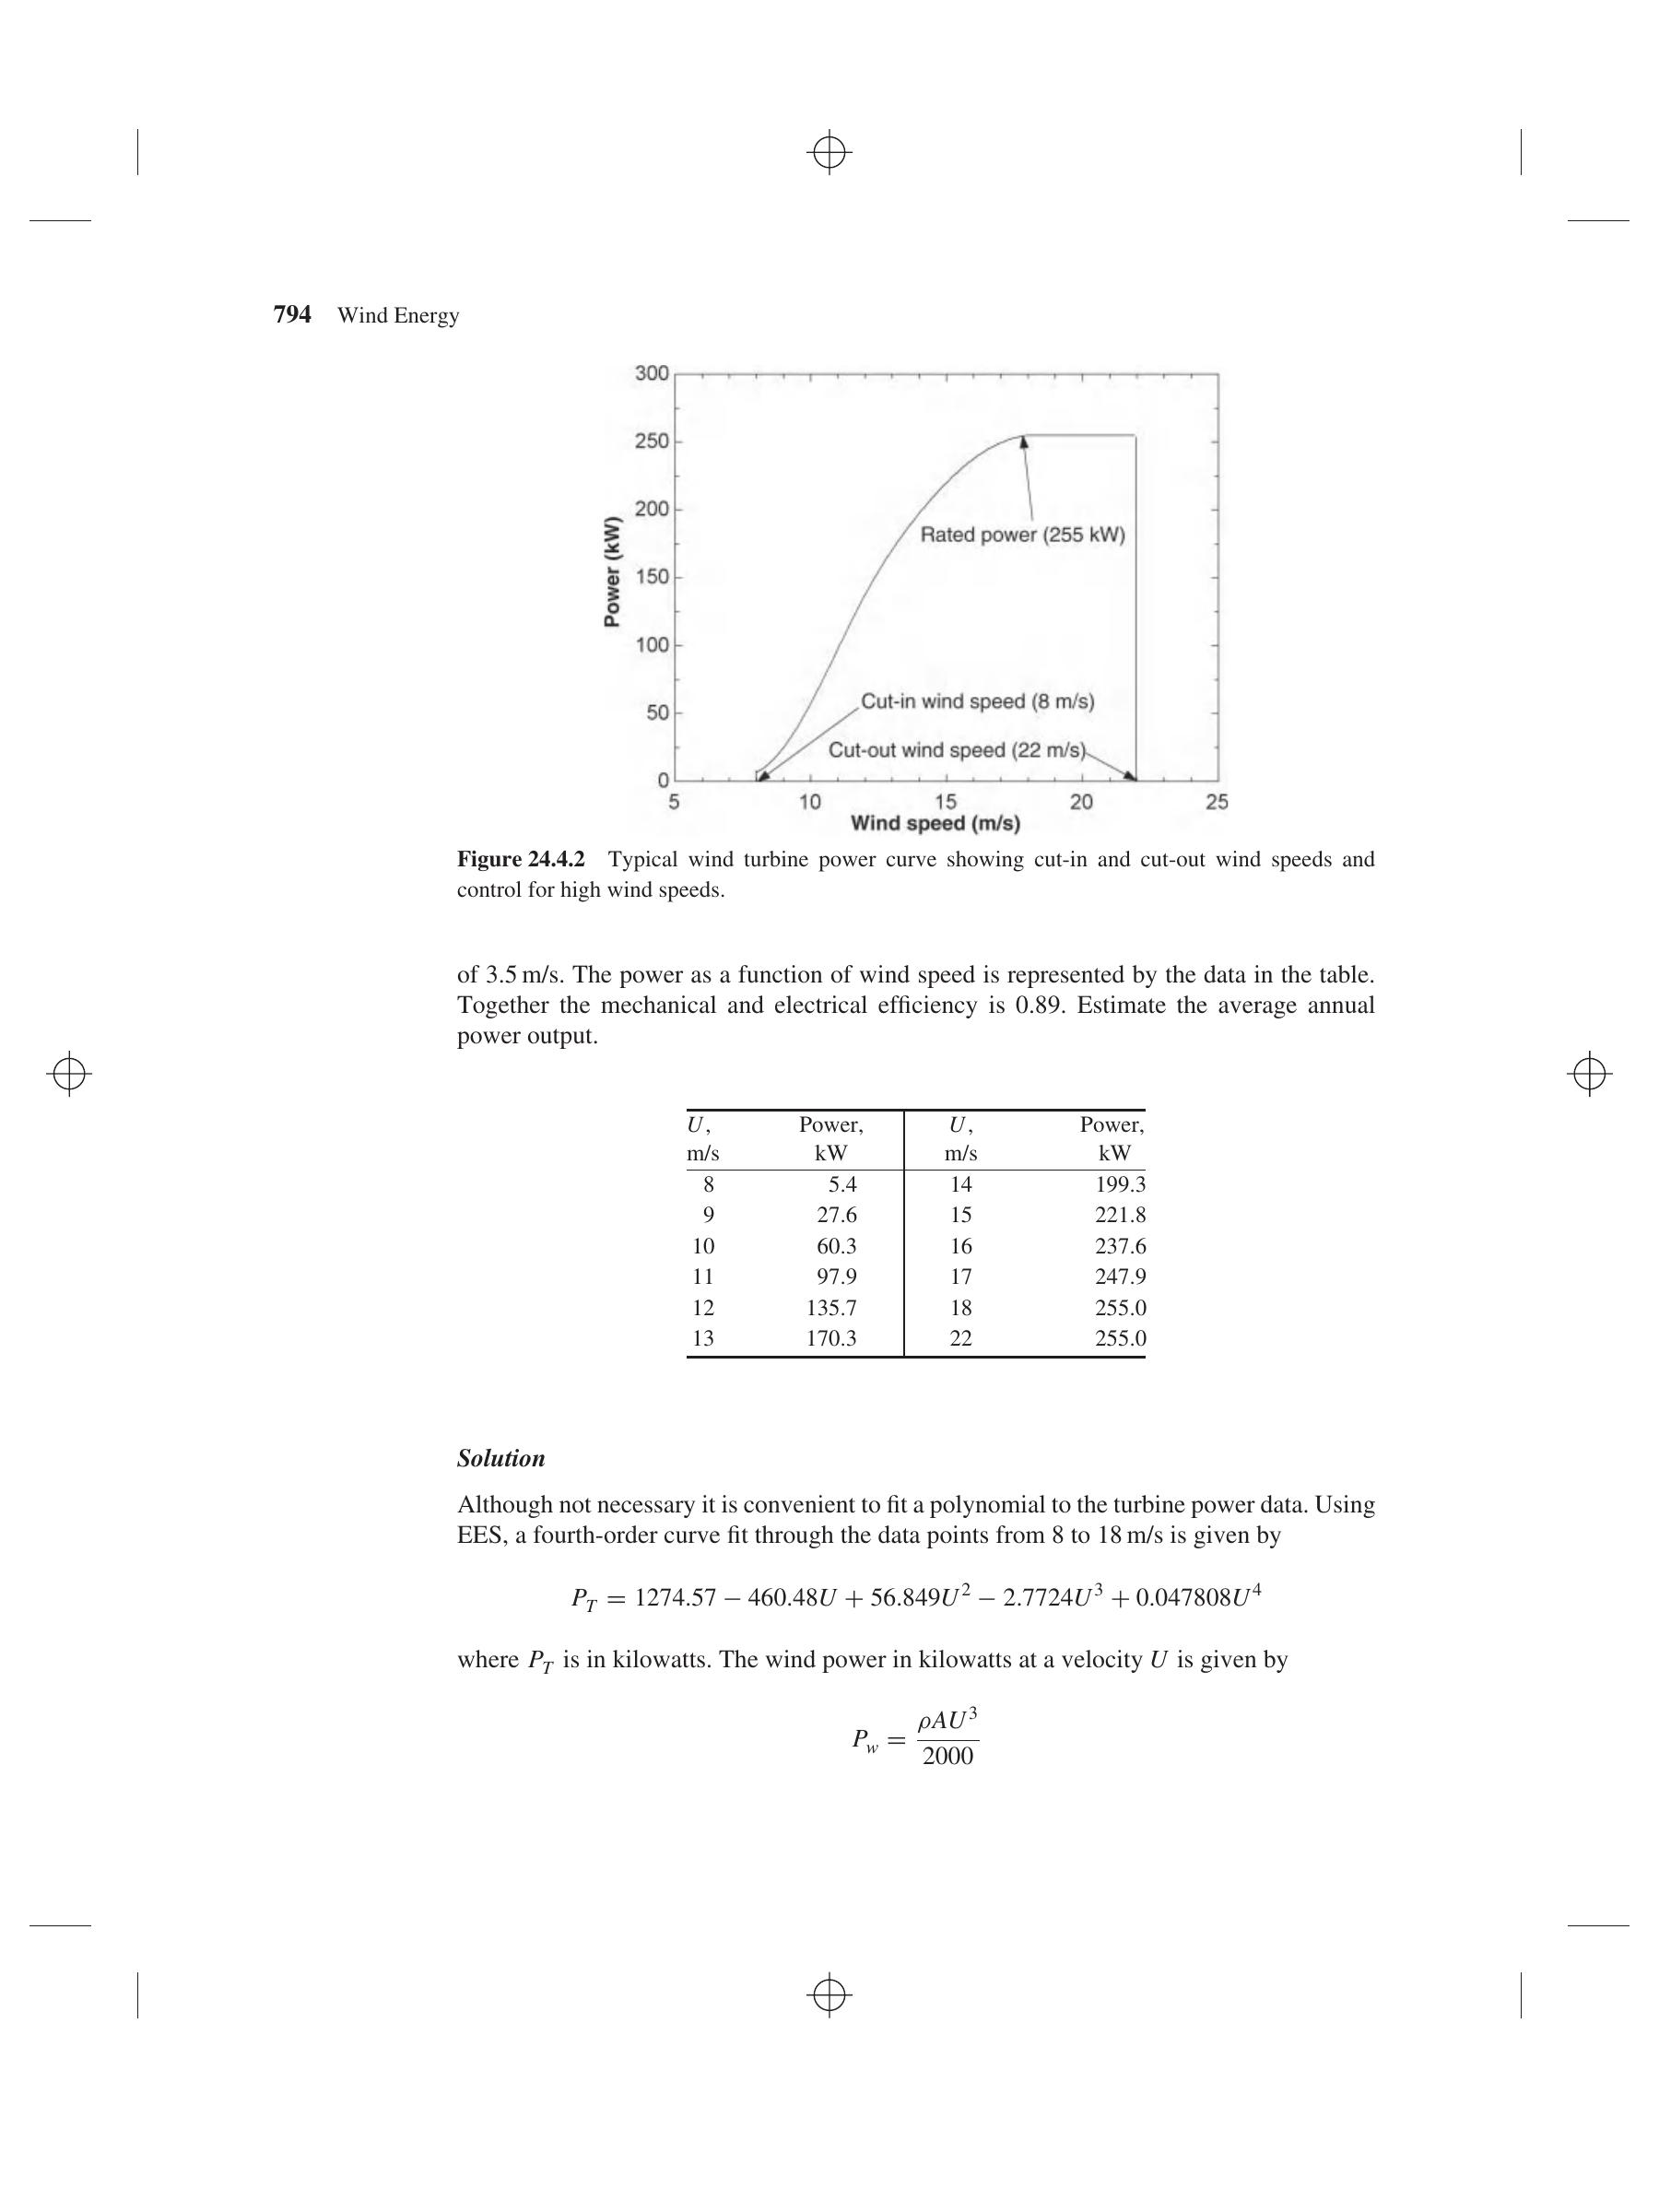 794 Wind Energy
300
250
200
150
100
50
0
5 10 15 20 25
Power (kW)
Wind speed (m/s)
Rated power (255 kW)
Cut-in wind speed (8 m/s)
Cut-out wind speed (22 m/s)
Figure 24.4.2 Typical wind turbine power curve showing cut-in and cut-out wind speeds and
control for high wind speeds.
of 3.5 m/s. The power as a function of wind speed is represented by the data in the table.
Together the mechanical and electrical efficiency is 0.89. Estimate the average annual
power output.
U, Power, U, Power,
m/s kW m/s kW
8 5.4 14 199.3
9 27.6 15 221.8
10 60.3 16 237.6
11 97.9 17 247.9
12 135.7 18 255.0
13 170.3 22 255.0
Solution
Although not necessary it is convenient to fit a polynomial to the turbine power data. Using
EES, a fourth-order curve fit through the data points from 8 to 18 m/s is given by
P_T = 1274.57 − 460.48U + 56.849U² − 2.7724U³ + 0.047808U⁴
where P_T is in kilowatts. The wind power in kilowatts at a velocity U is given by
P_w = ρAU³ / 2000